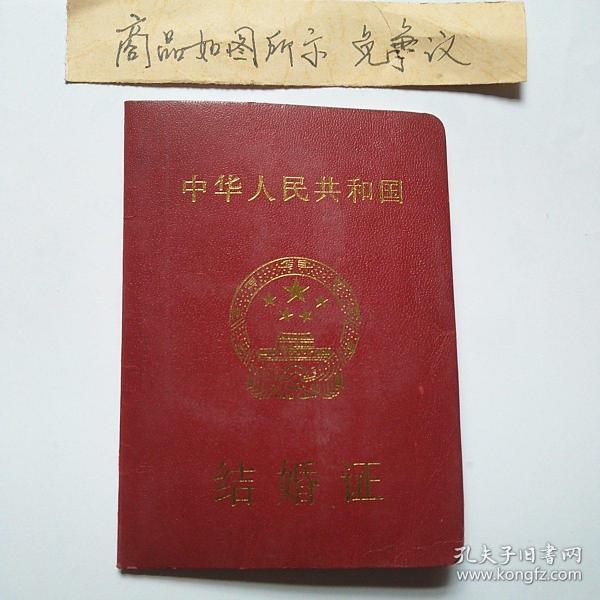 商品如图所示 免争议
中华人民共和国
结婚证
孔夫子旧书网
www.kongfz.com